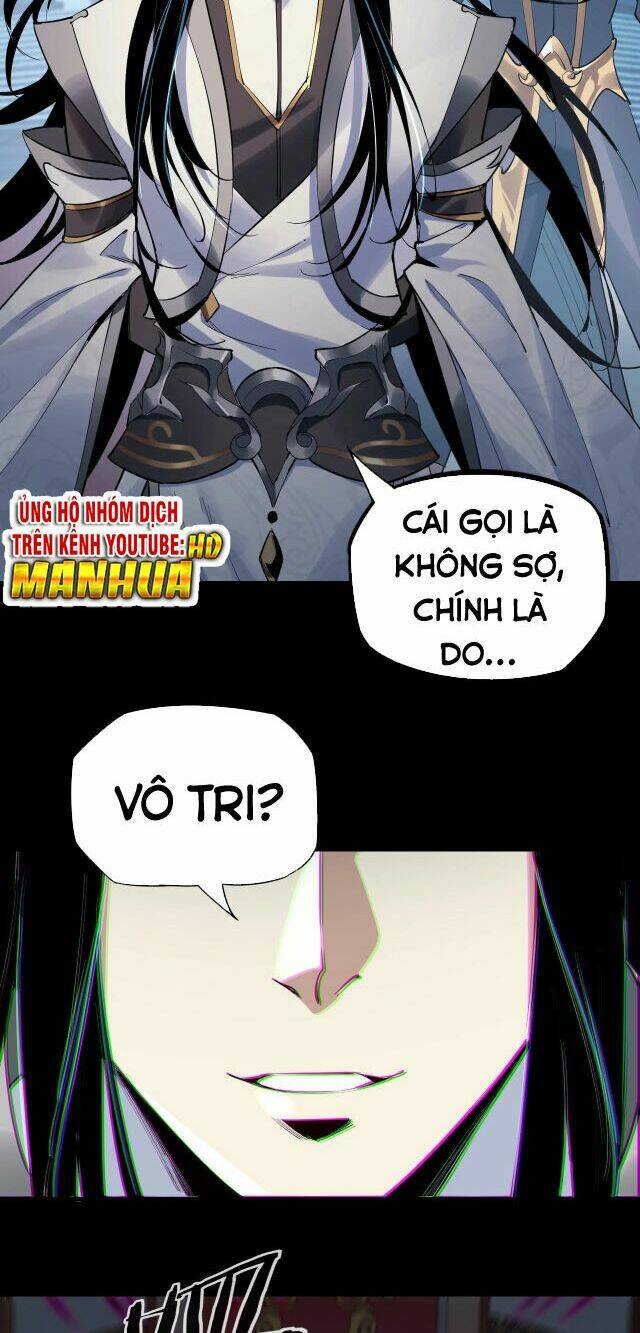 ỦNG HỘ NHÓM DỊCH
TRÊN KÊNH YOUTUBE: HD
MANHUA
CÁI GỌI LÀ
KHÔNG SỢ,
CHÍNH LÀ
DO...
VÔ TRI?